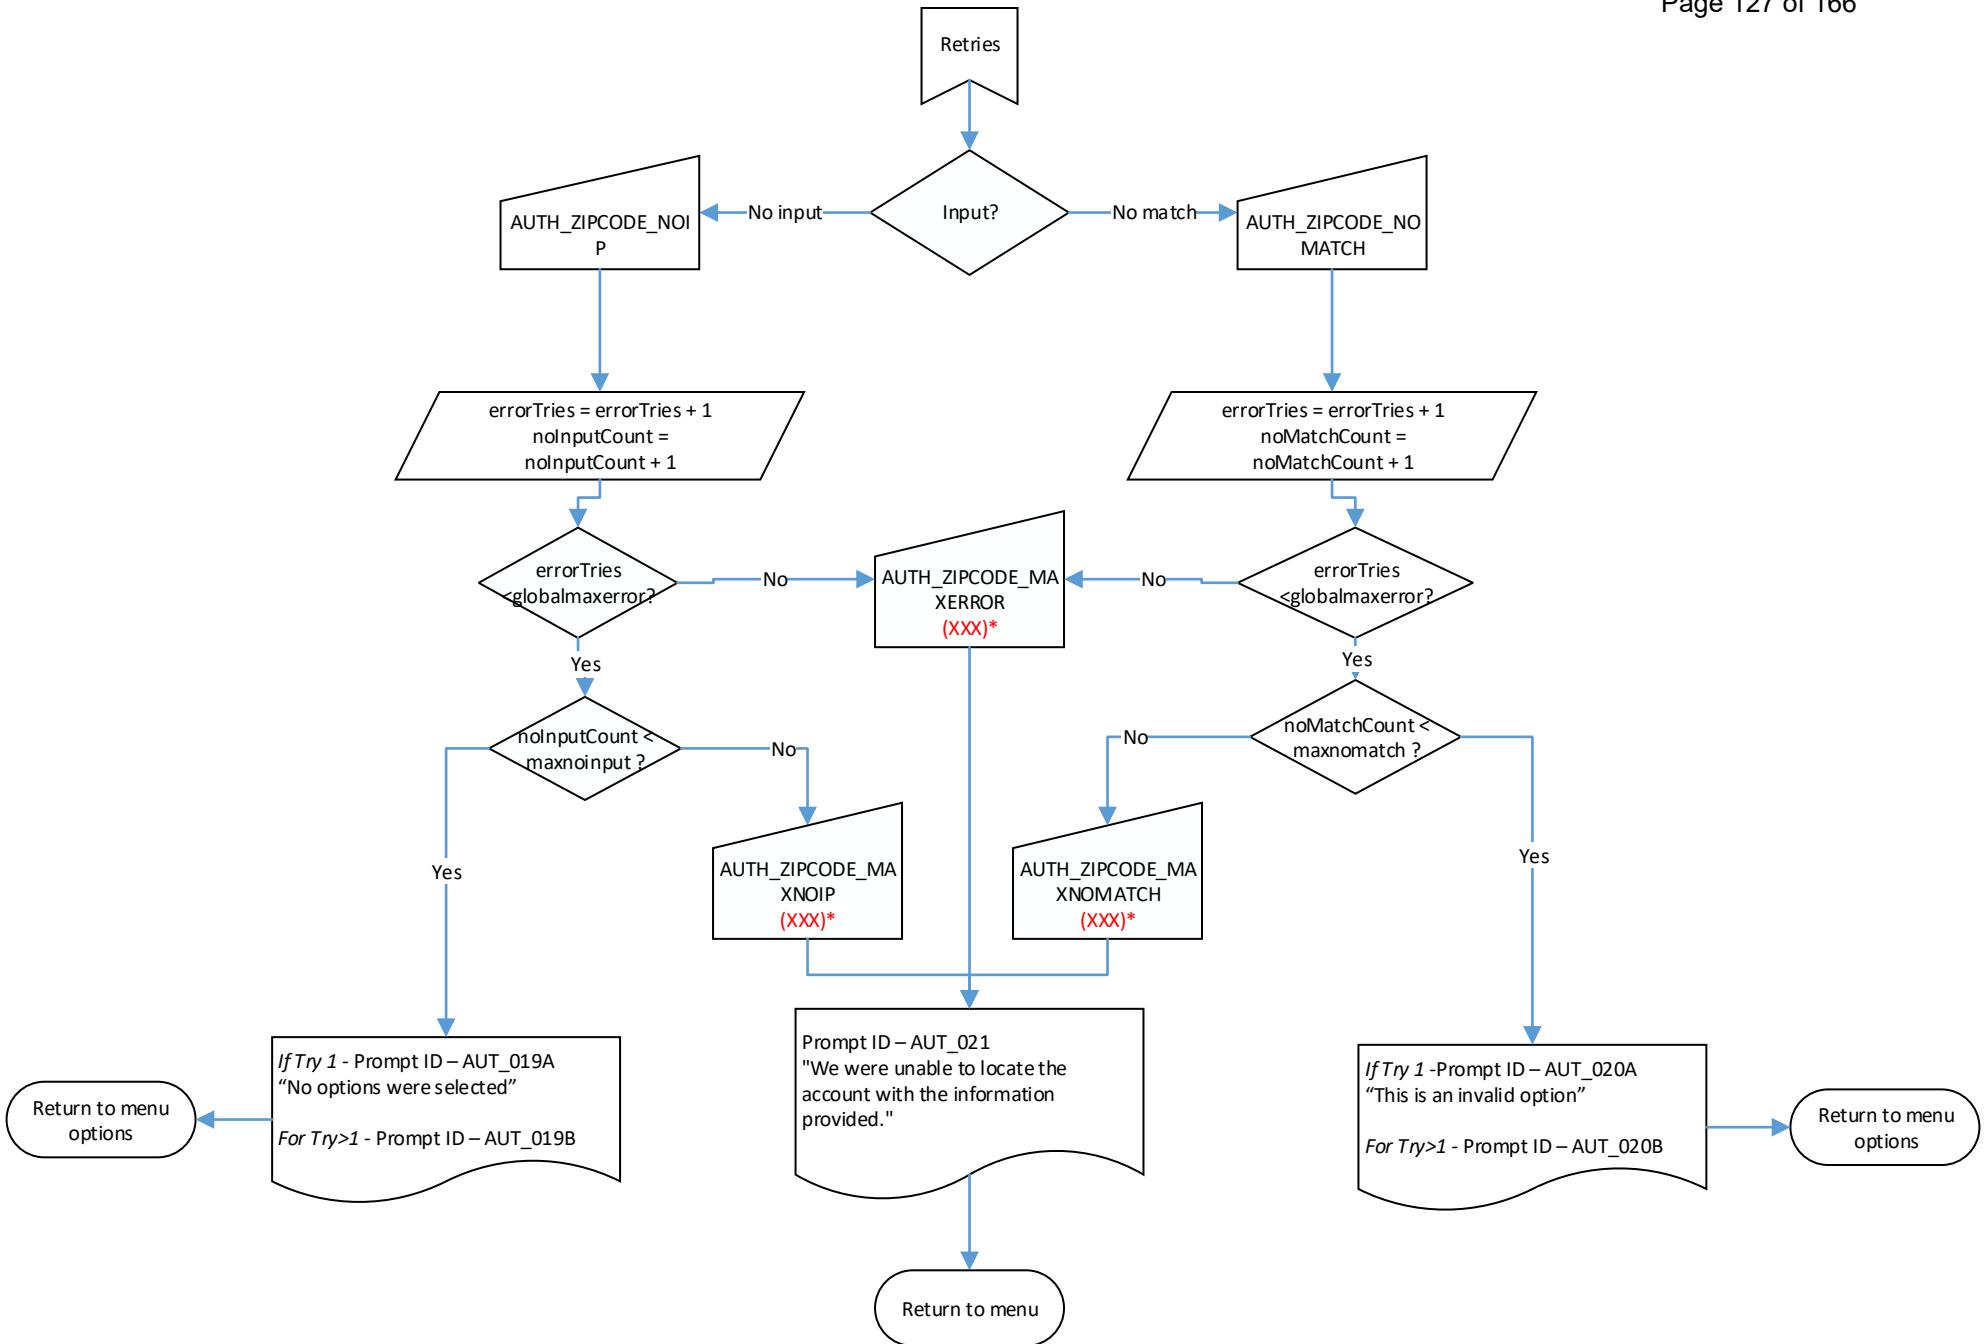 Page 127 of 166
Retries
Input?
No input
No match
AUTH_ZIPCODE_NOI
P
AUTH_ZIPCODE_NO
MATCH
errorTries = errorTries + 1
noInputCount =
noInputCount + 1
errorTries = errorTries + 1
noMatchCount =
noMatchCount + 1
errorTries
<globalmaxerror?
No
AUTH_ZIPCODE_MA
XERROR
(XXX)*
No
errorTries
<globalmaxerror?
Yes
Yes
noInputCount <
maxnoinput ?
No
No
noMatchCount <
maxnomatch ?
Yes
AUTH_ZIPCODE_MA
XNOIP
(XXX)*
AUTH_ZIPCODE_MA
XNOMATCH
(XXX)*
Yes
If Try 1 - Prompt ID – AUT_019A
“No options were selected”
For Try>1 - Prompt ID – AUT_019B
Return to menu
options
Prompt ID – AUT_021
"We were unable to locate the
account with the information
provided."
If Try 1 -Prompt ID – AUT_020A
“This is an invalid option”
For Try>1 - Prompt ID – AUT_020B
Return to menu
options
Return to menu